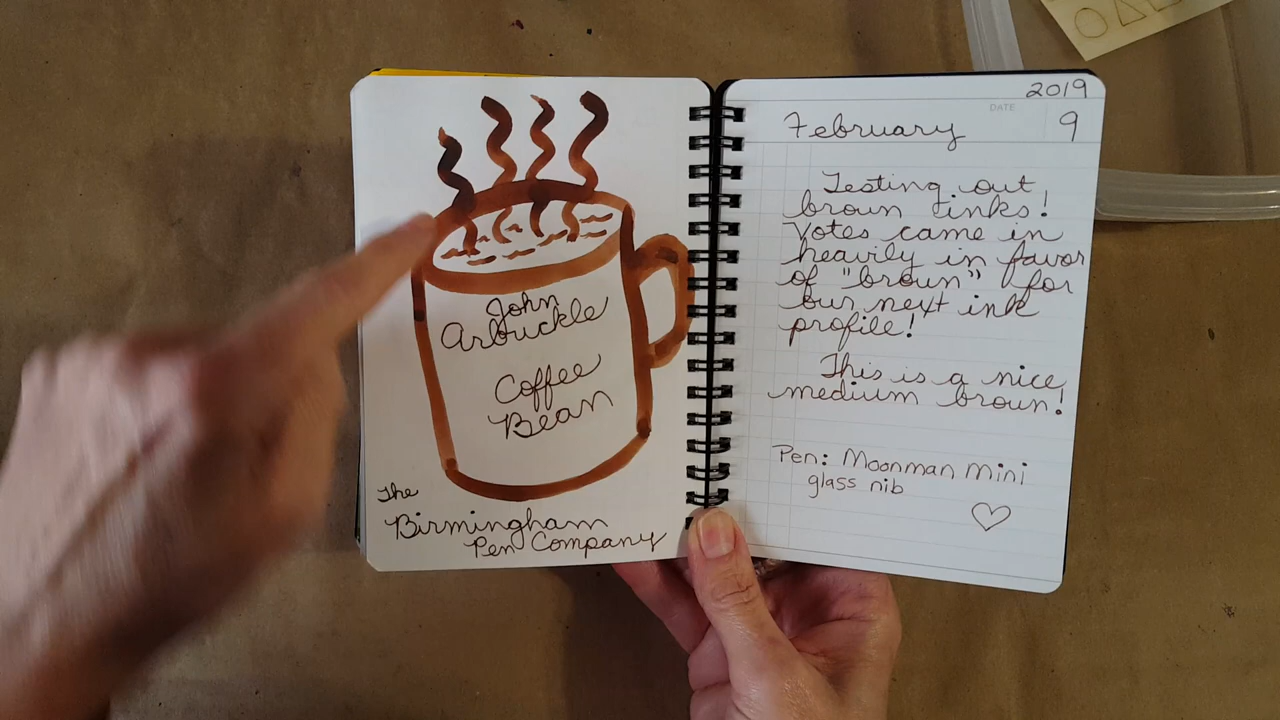 John
Arbuckle
Coffee
Bean
The
Birmingham
Pen Company
2019
DATE
February 9
Testing out
brown inks!
Votes came in
heavily in favor
of "brown" for
our next ink
profile!
This is a nice
medium brown!
Pen: Moonman Mini
glass nib